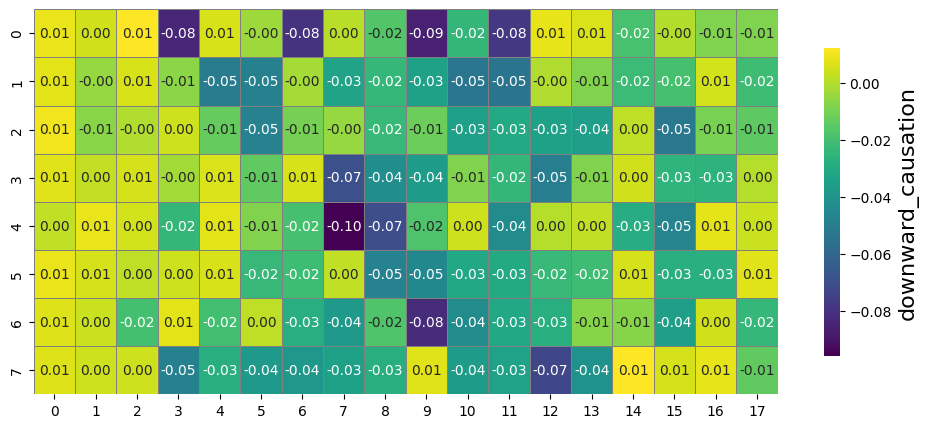 0 0.01 0.00 0.01 -0.08 0.01 -0.00 -0.08 0.00 -0.02 -0.09 -0.02 -0.08 0.01 0.01 -0.02 -0.00 -0.01 -0.01
1 0.01 -0.00 0.01 -0.01 -0.05 -0.05 -0.00 -0.03 -0.02 -0.03 -0.05 -0.05 -0.00 -0.01 -0.02 -0.02 0.01 -0.02
2 0.01 -0.01 -0.00 0.00 -0.01 -0.05 -0.01 -0.00 -0.02 -0.01 -0.03 -0.03 -0.03 -0.04 0.00 -0.05 -0.01 -0.01
3 0.01 0.00 0.01 -0.00 0.01 -0.01 0.01 -0.07 -0.04 -0.04 -0.01 -0.02 -0.05 -0.01 0.00 -0.03 -0.03 0.00
4 0.00 0.01 0.00 -0.02 0.01 -0.01 -0.02 -0.10 -0.07 -0.02 0.00 -0.04 0.00 0.00 -0.03 -0.05 0.01 0.00
5 0.01 0.01 0.00 0.00 0.01 -0.02 -0.02 0.00 -0.05 -0.05 -0.03 -0.03 -0.02 -0.02 0.01 -0.03 -0.03 0.01
6 0.01 0.00 -0.02 0.01 -0.02 0.00 -0.03 -0.04 -0.02 -0.08 -0.04 -0.03 -0.03 -0.01 -0.01 -0.04 0.00 -0.02
7 0.01 0.00 0.00 -0.05 -0.03 -0.04 -0.04 -0.03 -0.03 0.01 -0.04 -0.03 -0.07 -0.04 0.01 0.01 0.01 -0.01
0 1 2 3 4 5 6 7 8 9 10 11 12 13 14 15 16 17
0.00
−0.02
−0.04
−0.06
−0.08
downward_causation